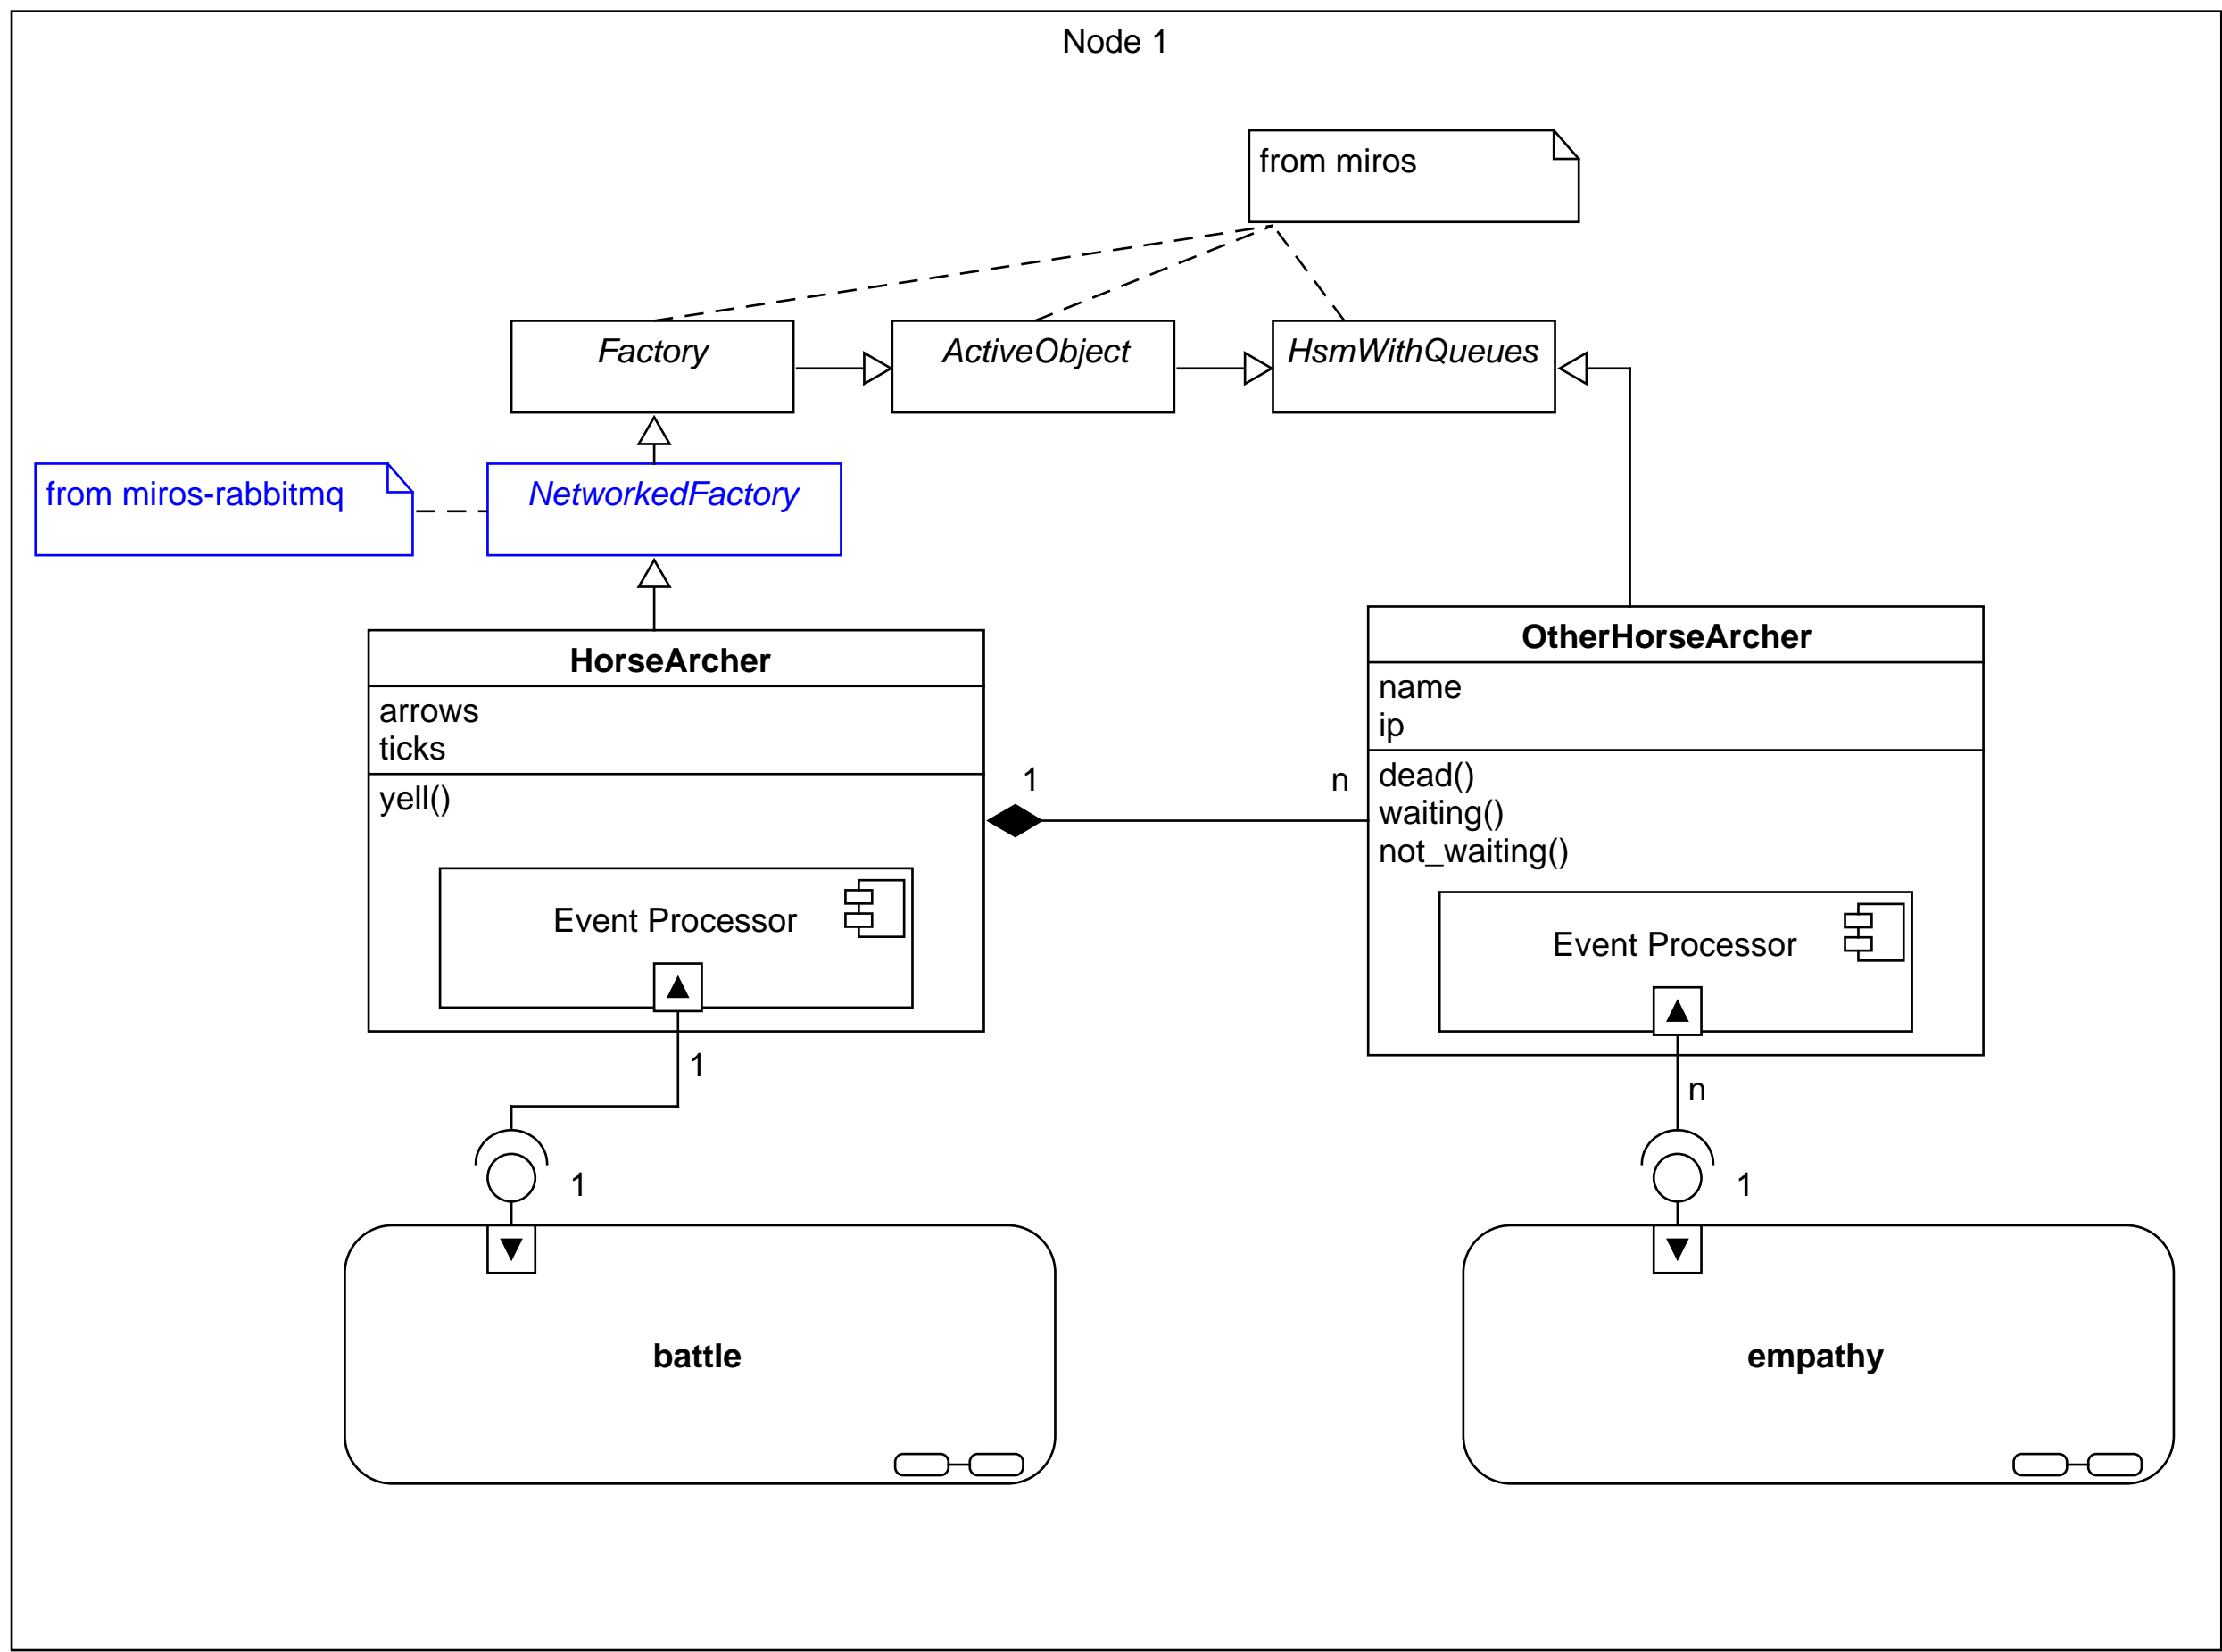 Node 1
from miros
Factory
ActiveObject
HsmWithQueues
from miros-rabbitmq
NetworkedFactory
HorseArcher
arrows
ticks
yell()
Event Processor
1
n
OtherHorseArcher
name
ip
dead()
waiting()
not_waiting()
Event Processor
1
n
1
1
battle
empathy